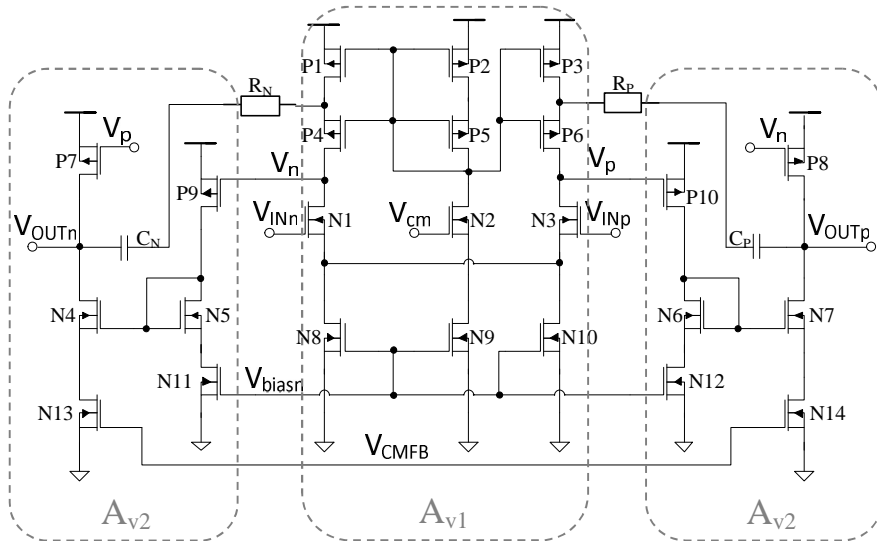 P1
P2
P3
R_N
R_P
V_p
P7
P4
P5
P6
V_n
P8
V_n
P9
V_p
P10
V_INn
N1
V_cm
N2
N3
V_INp
V_OUTn
C_N
C_P
V_OUTp
N4
N5
N6
N7
N8
N9
N10
N11
V_biasn
N12
N13
N14
V_CMFB
A_v2
A_v1
A_v2